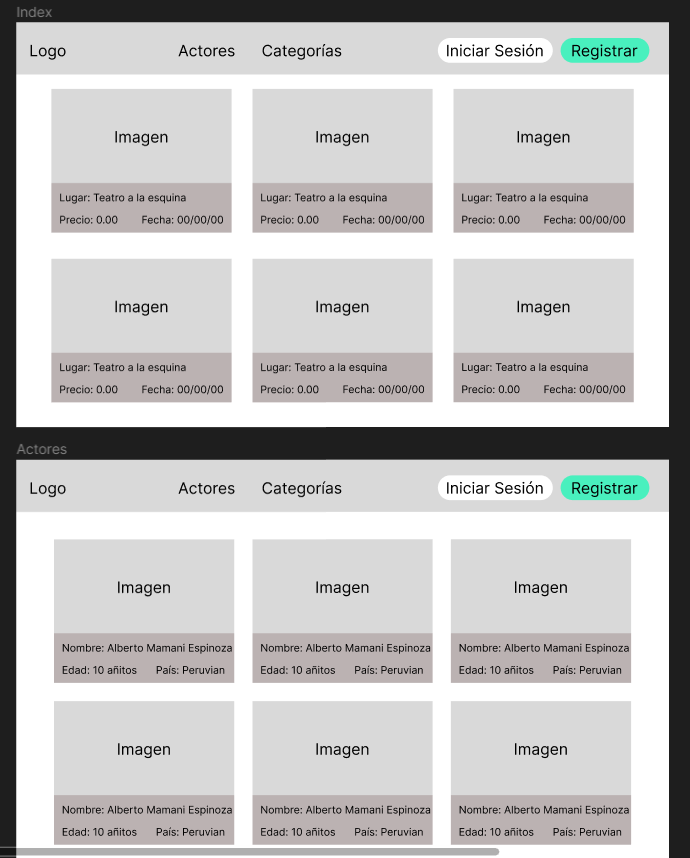 Index
Logo Actores Categorías Iniciar Sesión Registrar
Imagen Imagen Imagen
Lugar: Teatro a la esquina Lugar: Teatro a la esquina Lugar: Teatro a la esquina
Precio: 0.00 Fecha: 00/00/00 Precio: 0.00 Fecha: 00/00/00 Precio: 0.00 Fecha: 00/00/00
Imagen Imagen Imagen
Lugar: Teatro a la esquina Lugar: Teatro a la esquina Lugar: Teatro a la esquina
Precio: 0.00 Fecha: 00/00/00 Precio: 0.00 Fecha: 00/00/00 Precio: 0.00 Fecha: 00/00/00
Actores
Logo Actores Categorías Iniciar Sesión Registrar
Imagen Imagen Imagen
Nombre: Alberto Mamani Espinoza Nombre: Alberto Mamani Espinoza Nombre: Alberto Mamani Espinoza
Edad: 10 añitos País: Peruvian Edad: 10 añitos País: Peruvian Edad: 10 añitos País: Peruvian
Imagen Imagen Imagen
Nombre: Alberto Mamani Espinoza Nombre: Alberto Mamani Espinoza Nombre: Alberto Mamani Espinoza
Edad: 10 añitos País: Peruvian Edad: 10 añitos País: Peruvian Edad: 10 añitos País: Peruvian